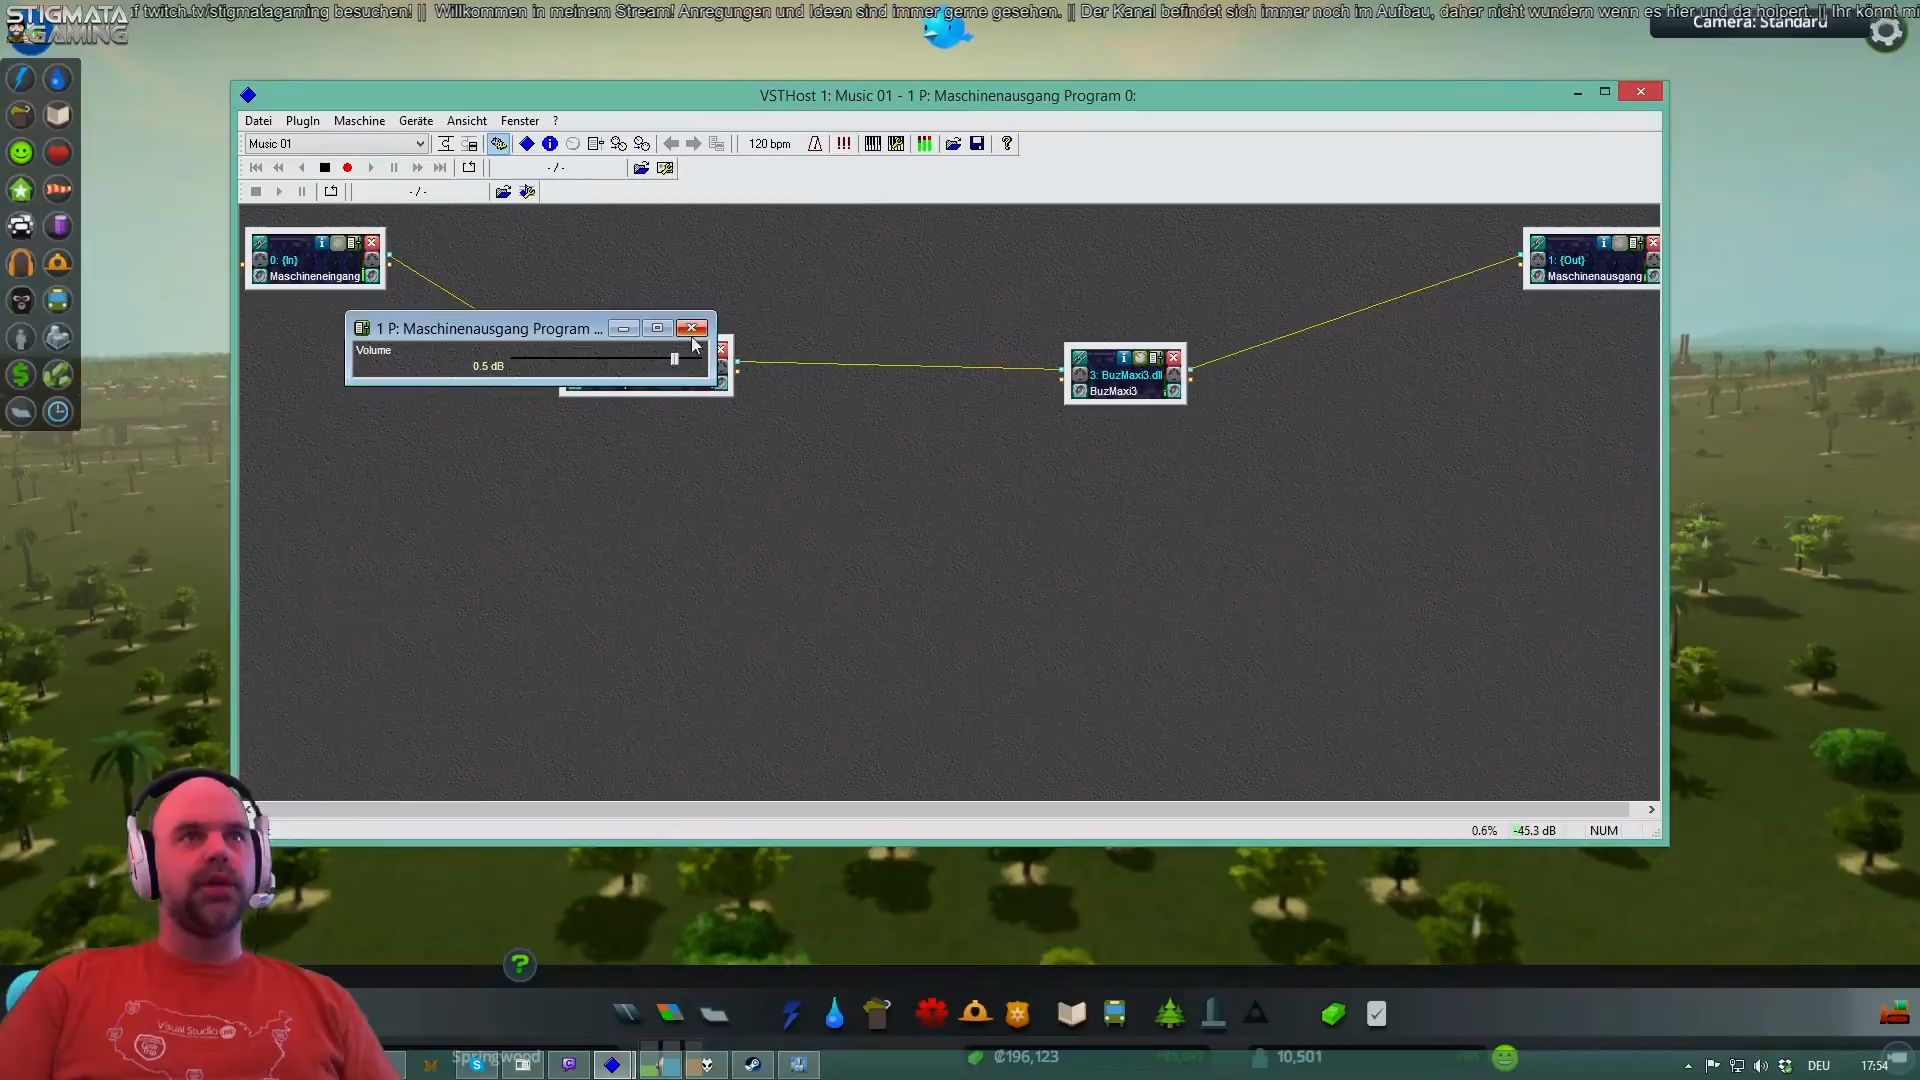 STIGMATA
GAMING
f twitch.tv/stigmatagaming besuchen! || Willkommen in meinem Stream! Anregungen und Ideen sind immer gerne gesehen. || Der Kanal befindet sich immer noch im Aufbau, daher nicht wundern wenn es hier und da holpert. || Ihr könnt mi
Camera: Standard
VSTHost 1: Music 01 - 1 P: Maschinenausgang Program 0:
Datei PlugIn Maschine Geräte Ansicht Fenster ?
Music 01
120 bpm
- / -
- / -
0: {In}
Maschineneingang
1: {Out}
Maschinenausgang
1 P: Maschinenausgang Program ...
Volume
0.5 dB
3: BuzMaxi3.dll
BuzMaxi3
0.6% -45.3 dB NUM
Visual Studio
Springwood
₡196,123
10,501
DEU
17:54